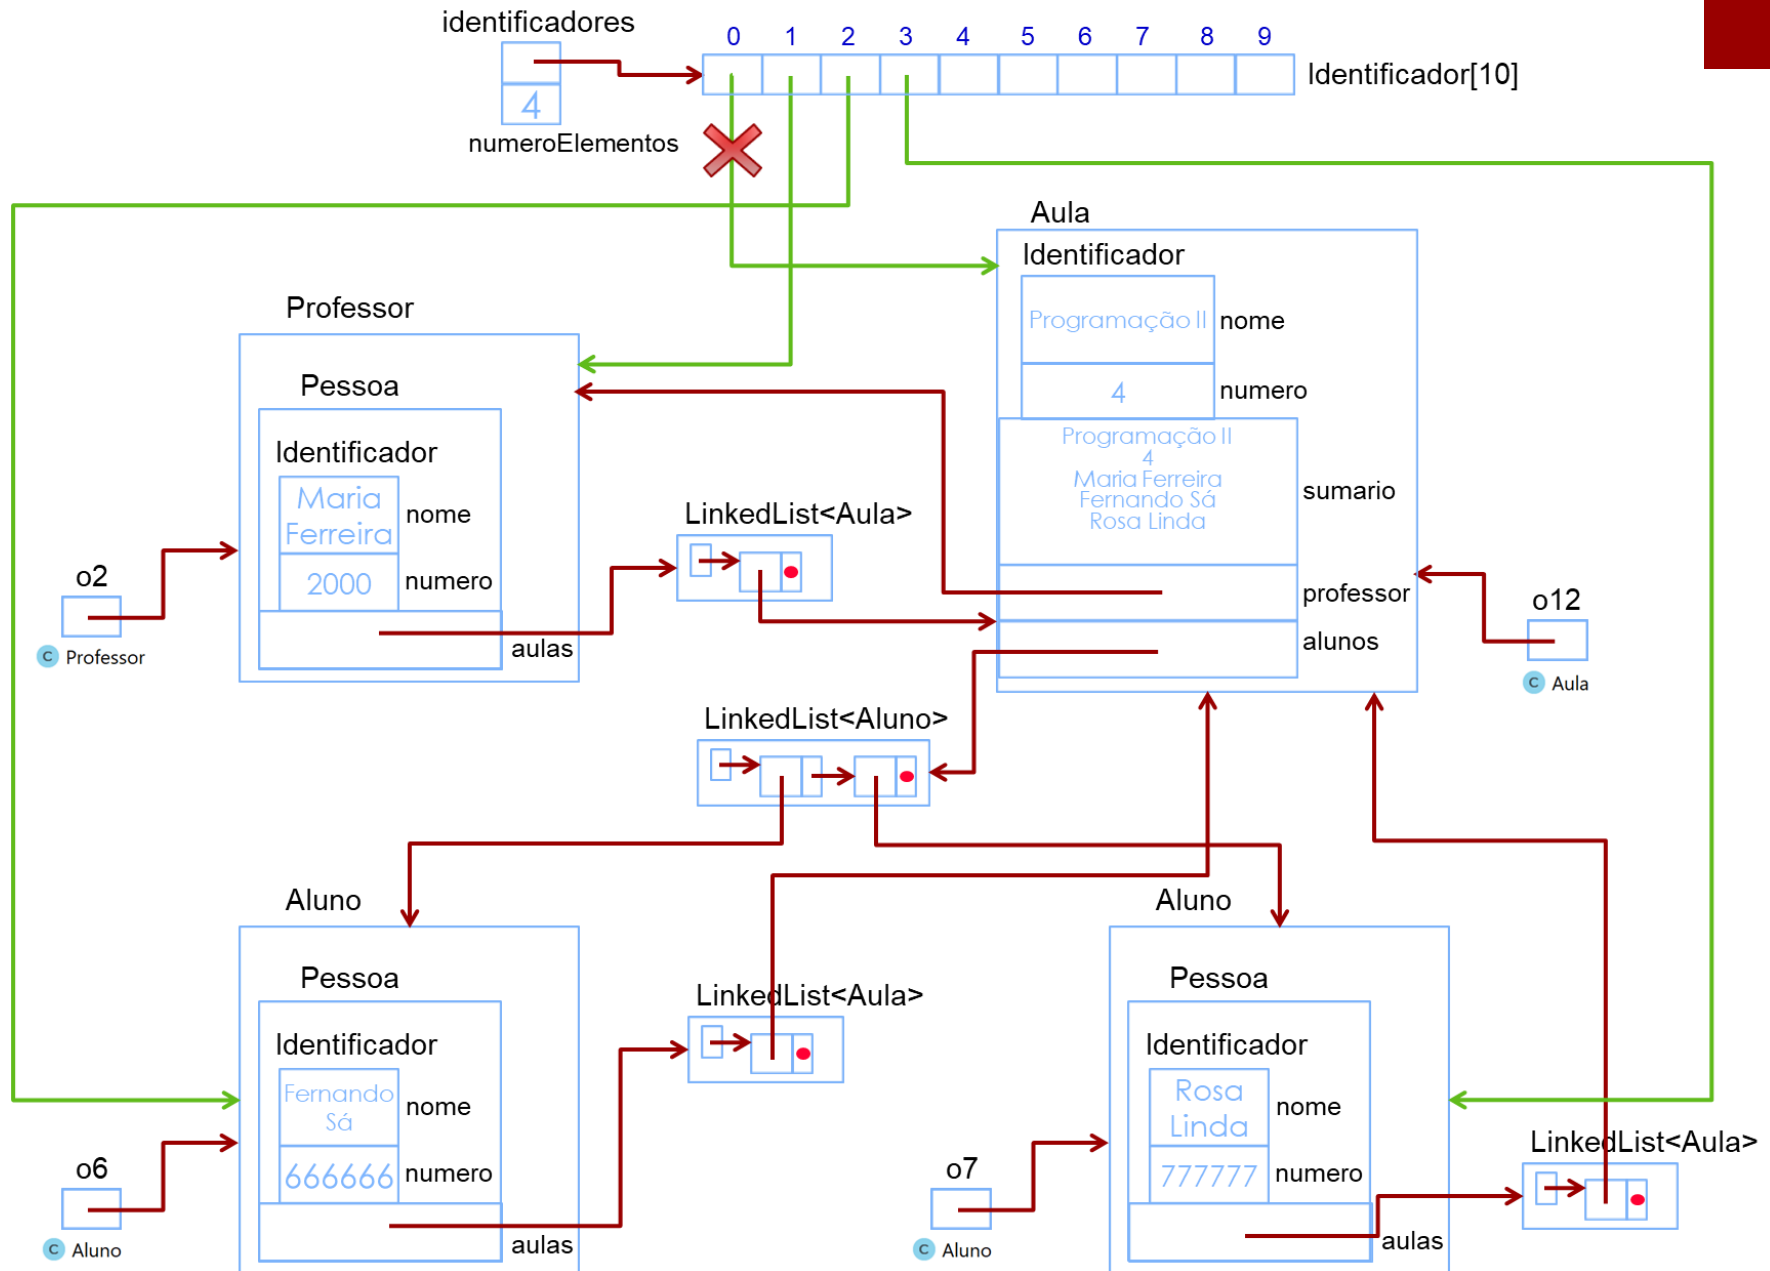 identificadores
0 1 2 3 4 5 6 7 8 9
Identificador[10]
4
numeroElementos
Aula
Identificador
Programação II nome
4 numero
Programação II
4
Maria Ferreira
Fernando Sá
Rosa Linda
sumario
professor
alunos
o12
C Aula
Professor
Pessoa
Identificador
Maria
Ferreira
nome
2000 numero
aulas
o2
C Professor
LinkedList<Aula>
LinkedList<Aluno>
Aluno
Pessoa
Identificador
Fernando
Sá
nome
666666 numero
aulas
o6
C Aluno
LinkedList<Aula>
Aluno
Pessoa
Identificador
Rosa
Linda
nome
777777 numero
aulas
o7
C Aluno
LinkedList<Aula>